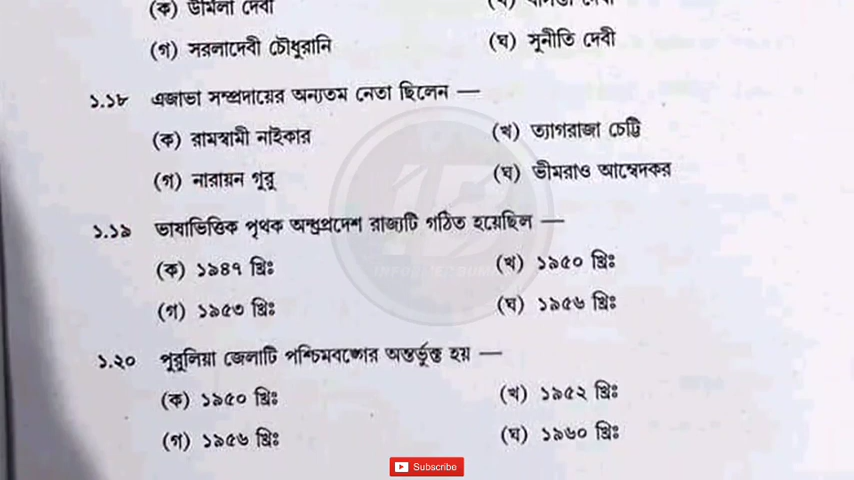 (ক) উর্মিলা দেবী
(গ) সরলাদেবী চৌধুরানি (ঘ) সুনীতি দেবী
১.১৮ এজাভা সম্প্রদায়ের অন্যতম নেতা ছিলেন —
(ক) রামস্বামী নাইকার (খ) ত্যাগরাজা চেট্টি
(গ) নারায়ন গুরু (ঘ) ভীমরাও আম্বেদকর
১.১৯ ভাষাভিত্তিক পৃথক অন্ধ্রপ্রদেশ রাজ্যটি গঠিত হয়েছিল —
(ক) ১৯৪৭ খ্রিঃ (খ) ১৯৫০ খ্রিঃ
(গ) ১৯৫৩ খ্রিঃ (ঘ) ১৯৫৬ খ্রিঃ
১.২০ পুরুলিয়া জেলাটি পশ্চিমবঙ্গের অন্তর্ভুক্ত হয় —
(ক) ১৯৫০ খ্রিঃ (খ) ১৯৫২ খ্রিঃ
(গ) ১৯৫৬ খ্রিঃ (ঘ) ১৯৬০ খ্রিঃ
Subscribe